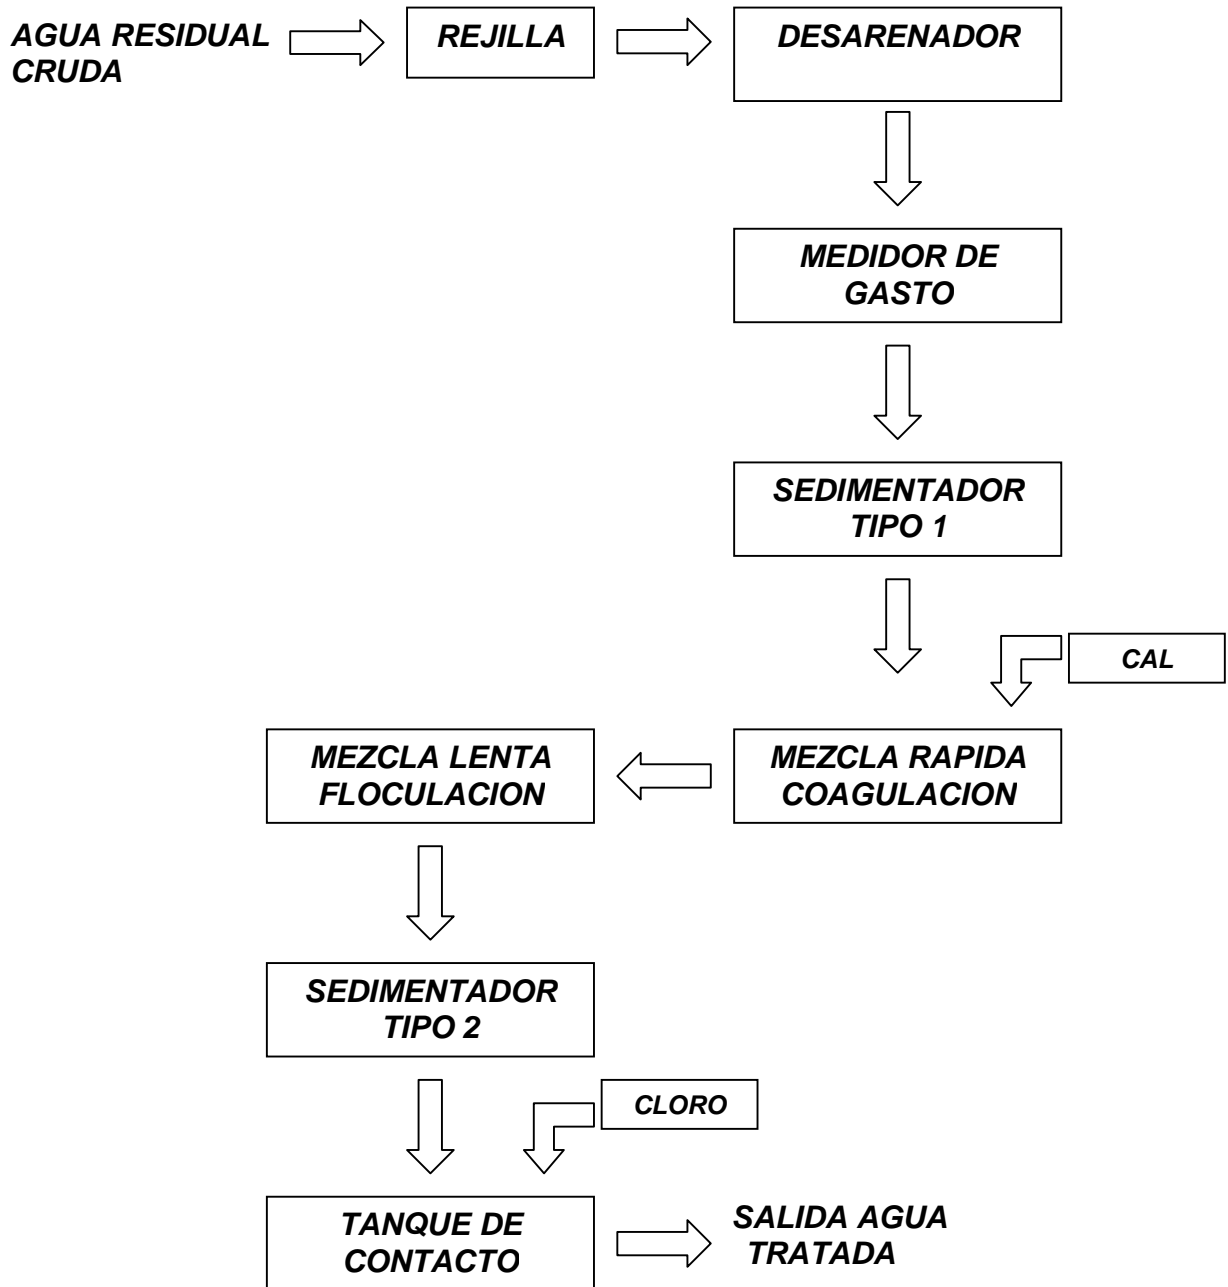 AGUA RESIDUAL
CRUDA
REJILLA
DESARENADOR
MEDIDOR DE
GASTO
SEDIMENTADOR
TIPO 1
CAL
MEZCLA RAPIDA
COAGULACION
MEZCLA LENTA
FLOCULACION
SEDIMENTADOR
TIPO 2
CLORO
TANQUE DE
CONTACTO
SALIDA AGUA
TRATADA